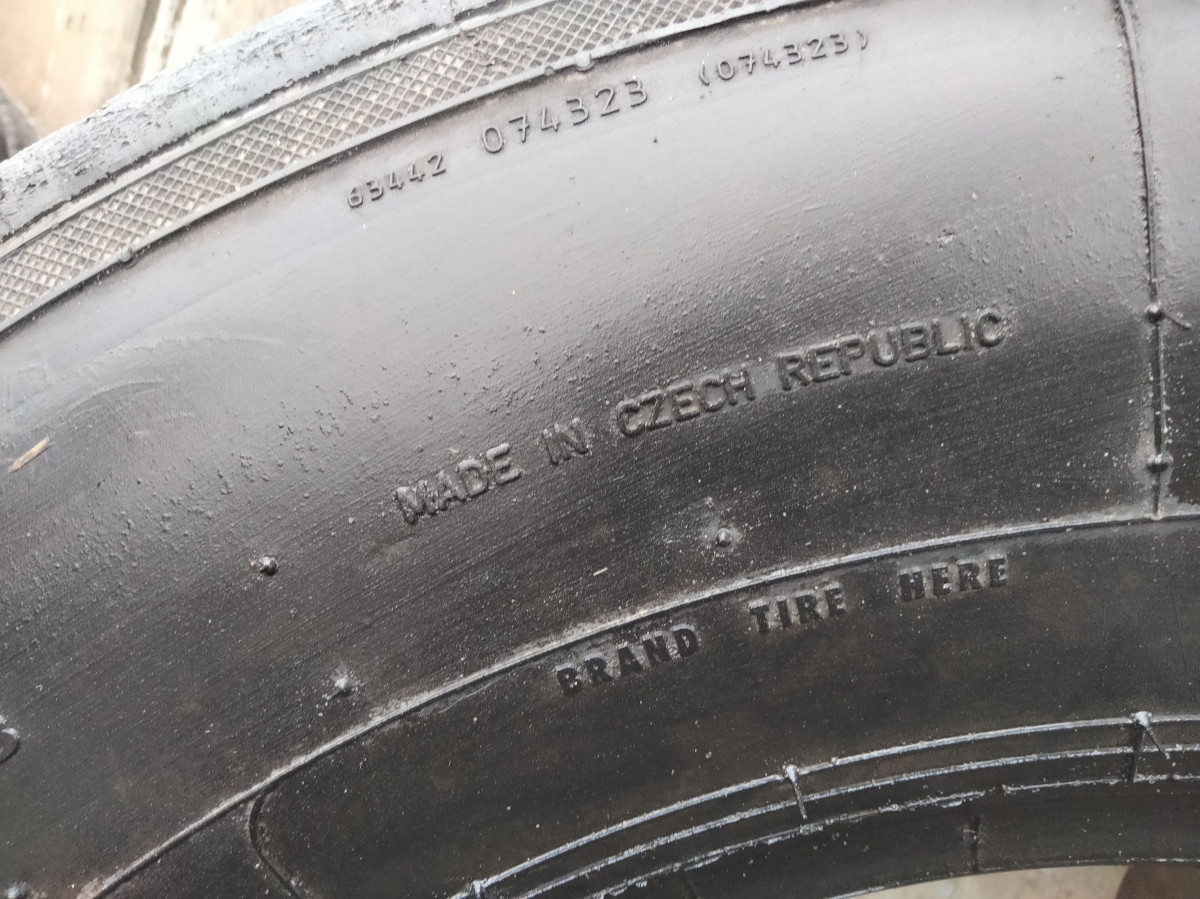 63442 074323 (074323)
MADE IN CZECH REPUBLIC
BRAND TIRE HERE